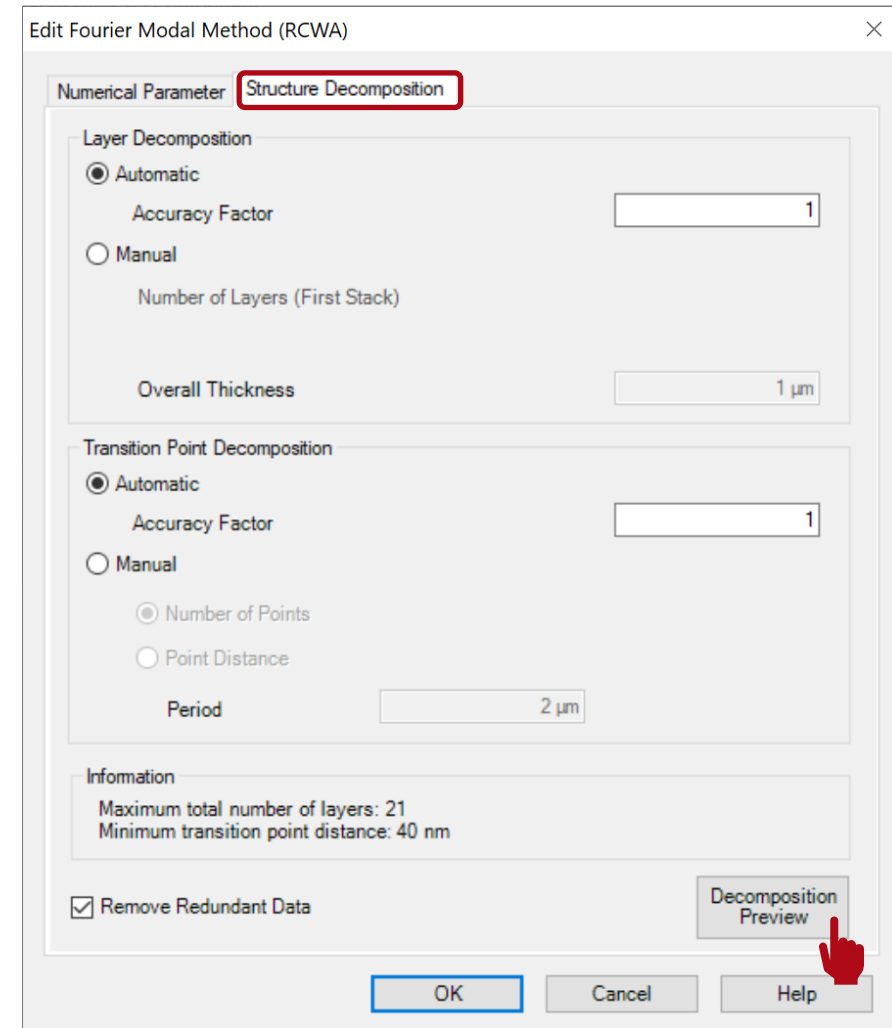 Edit Fourier Modal Method (RCWA)
Numerical Parameter Structure Decomposition
Layer Decomposition
Automatic
Accuracy Factor 1
Manual
Number of Layers (First Stack)
Overall Thickness 1 µm
Transition Point Decomposition
Automatic
Accuracy Factor 1
Manual
Number of Points
Point Distance
Period 2 µm
Information
Maximum total number of layers: 21
Minimum transition point distance: 40 nm
Remove Redundant Data
Decomposition
Preview
OK Cancel Help